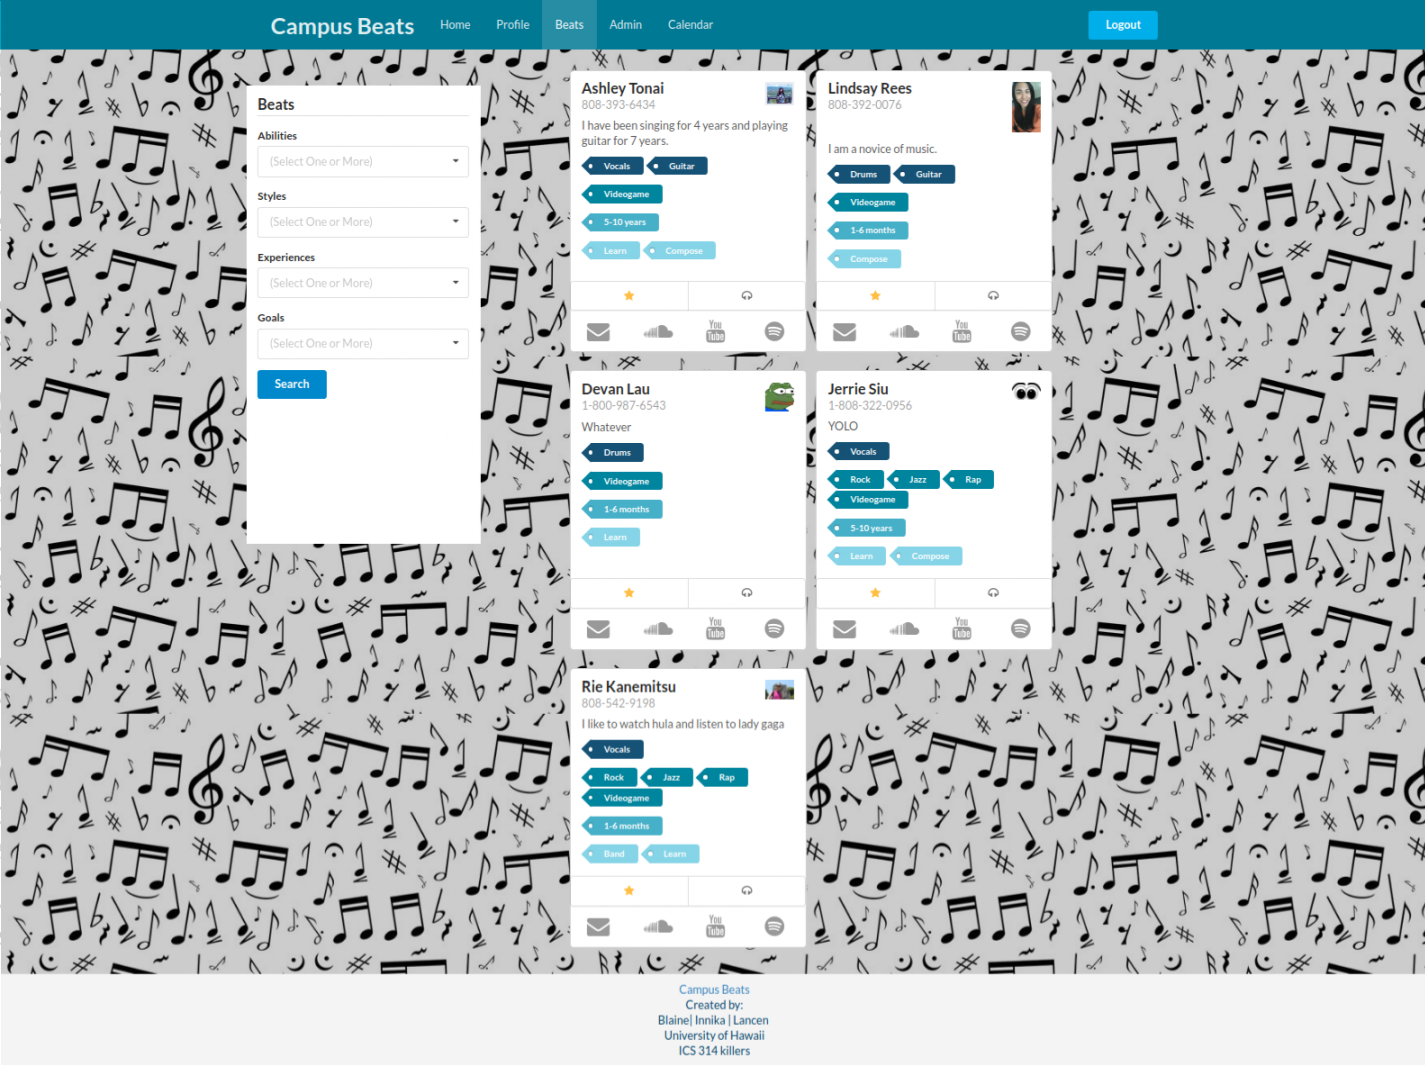 Campus Beats Home Profile Beats Admin Calendar Logout
Beats
Abilities
(Select One or More)
Styles
(Select One or More)
Experiences
(Select One or More)
Goals
(Select One or More)
Search
Ashley Tonai
808-393-6434
I have been singing for 4 years and playing
guitar for 7 years.
Vocals Guitar
Videogame
5-10 years
Learn Compose
You
Tube
Lindsay Rees
808-392-0076
I am a novice of music.
Drums Guitar
Videogame
1-6 months
Compose
You
Tube
Devan Lau
1-800-987-6543
Whatever
Drums
Videogame
1-6 months
Learn
You
Tube
Jerrie Siu
1-808-322-0956
YOLO
Vocals
Rock Jazz Rap
Videogame
5-10 years
Learn Compose
You
Tube
Rie Kanemitsu
808-542-9198
I like to watch hula and listen to lady gaga
Vocals
Rock Jazz Rap
Videogame
1-6 months
Band Learn
You
Tube
Campus Beats
Created by:
Blaine| Innika | Lancen
University of Hawaii
ICS 314 killers